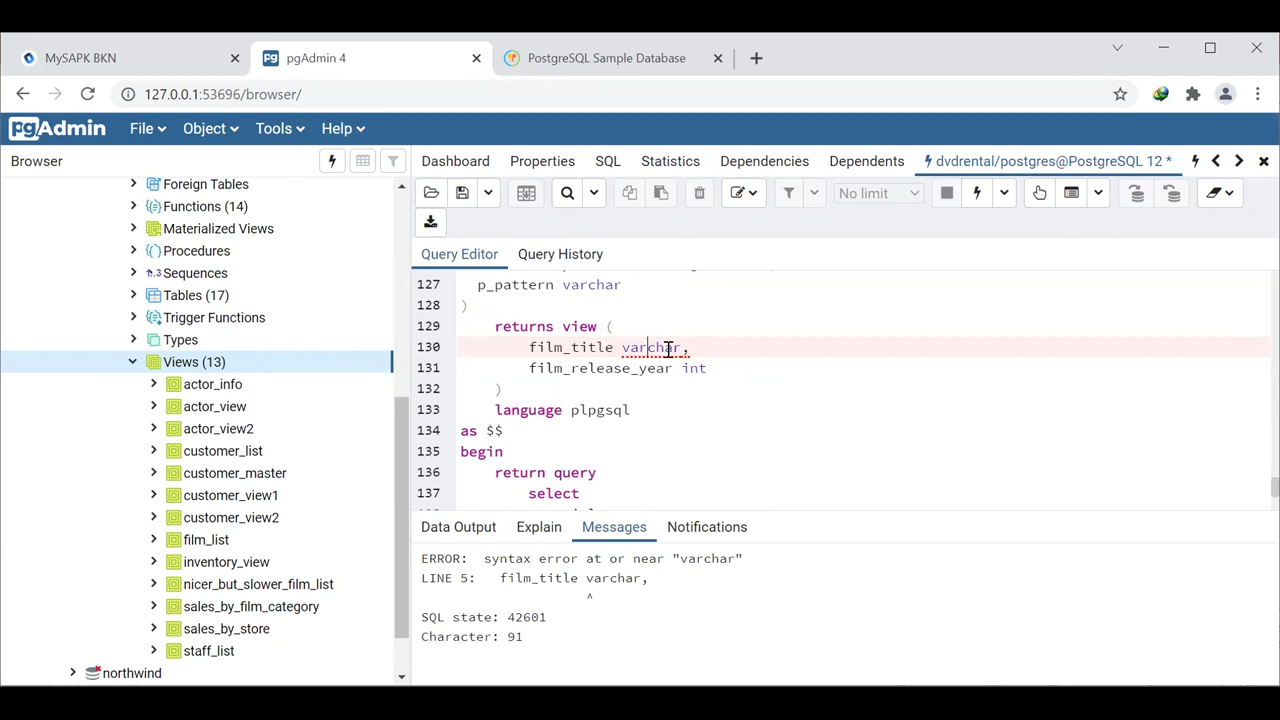 MySAPK BKN
pgAdmin 4
PostgreSQL Sample Database
127.0.0.1:53696/browser/
pgAdmin File Object Tools Help
Browser
Dashboard Properties SQL Statistics Dependencies Dependents dvdrental/postgres@PostgreSQL 12 *
No limit
Query Editor Query History
Foreign Tables
Functions (14)
Materialized Views
Procedures
1..3 Sequences
Tables (17)
Trigger Functions
Types
Views (13)
actor_info
actor_view
actor_view2
customer_list
customer_master
customer_view1
customer_view2
film_list
inventory_view
nicer_but_slower_film_list
sales_by_film_category
sales_by_store
staff_list
northwind
127 p_pattern varchar
128 )
129 returns view (
130 film_title varchar,
131 film_release_year int
132 )
133 language plpgsql
134 as $$
135 begin
136 return query
137 select
Data Output Explain Messages Notifications
ERROR: syntax error at or near "varchar"
LINE 5: film_title varchar,
^
SQL state: 42601
Character: 91